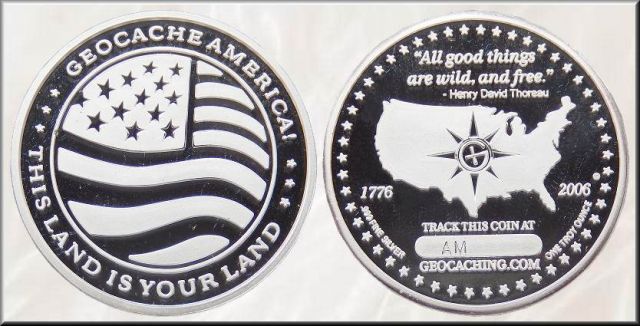 GEOCACHE AMERICA!
THIS LAND IS YOUR LAND
"All good things
are wild, and free."
- Henry David Thoreau
1776
2006
.999 FINE SILVER
ONE TROY OUNCE
TRACK THIS COIN AT
AM
GEOCACHING.COM